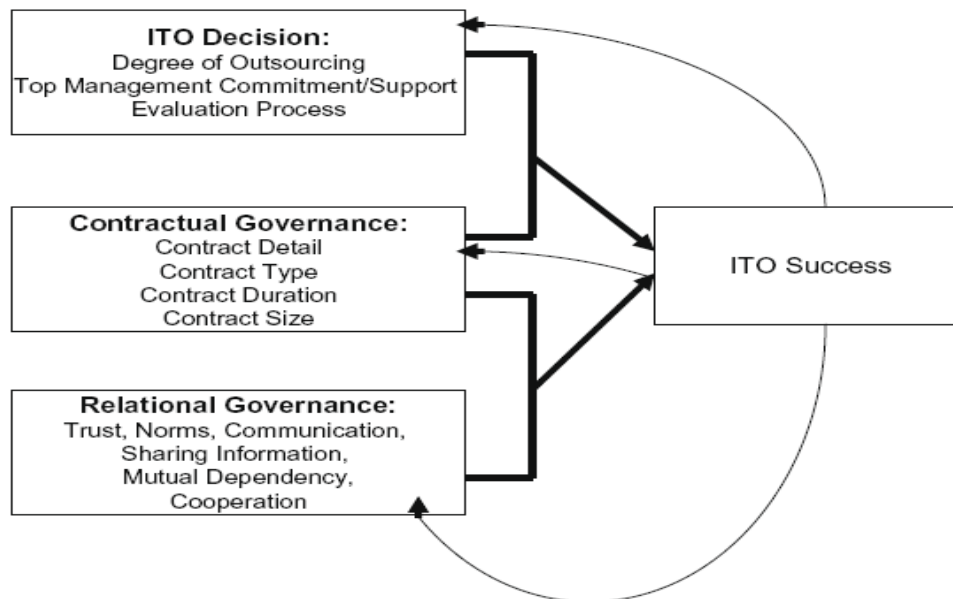 ITO Decision:
Degree of Outsourcing
Top Management Commitment/Support
Evaluation Process
Contractual Governance:
Contract Detail
Contract Type
Contract Duration
Contract Size
ITO Success
Relational Governance:
Trust, Norms, Communication,
Sharing Information,
Mutual Dependency,
Cooperation